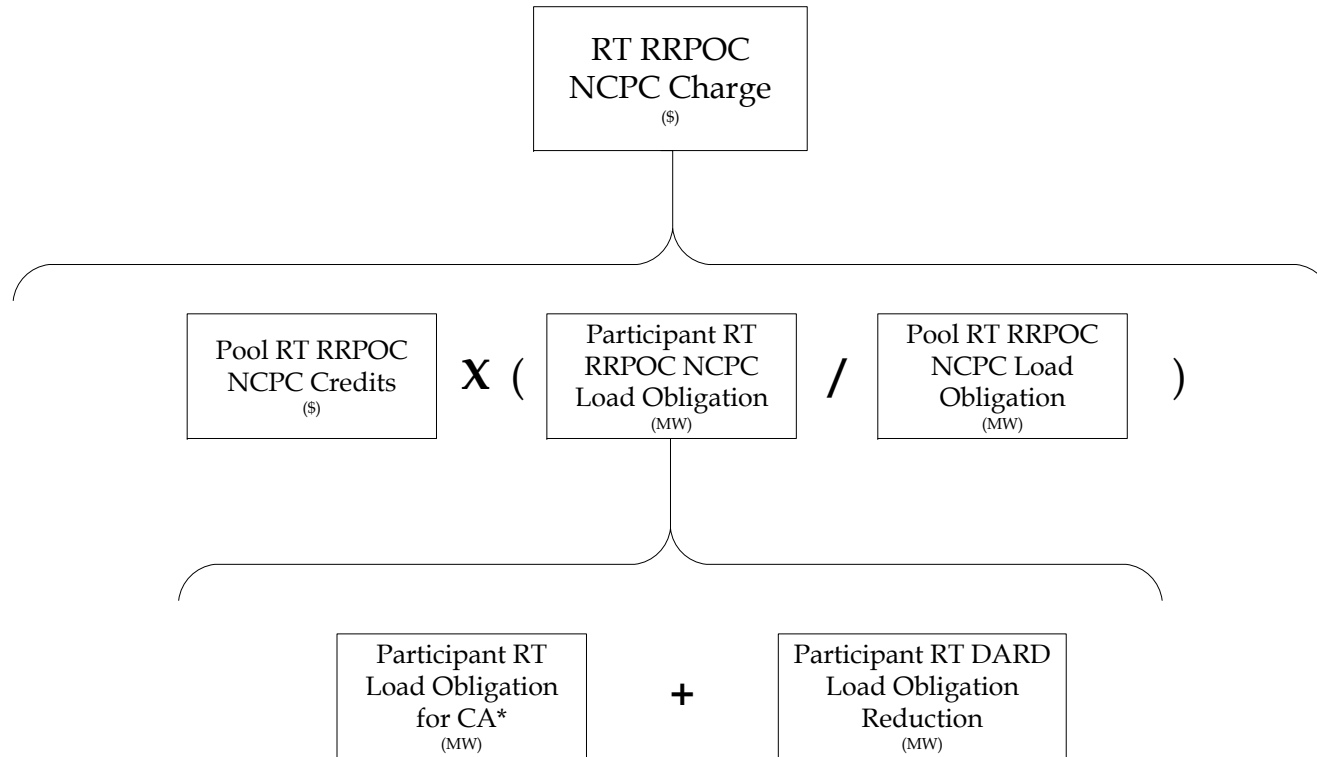 RT RRPOC
NCPC Charge
($)
Pool RT RRPOC
NCPC Credits
($)
X (
Participant RT
RRPOC NCPC
Load Obligation
(MW)
/
Pool RT RRPOC
NCPC Load
Obligation
(MW)
)
Participant RT
Load Obligation
for CA*
(MW)
+
Participant RT DARD
Load Obligation
Reduction
(MW)